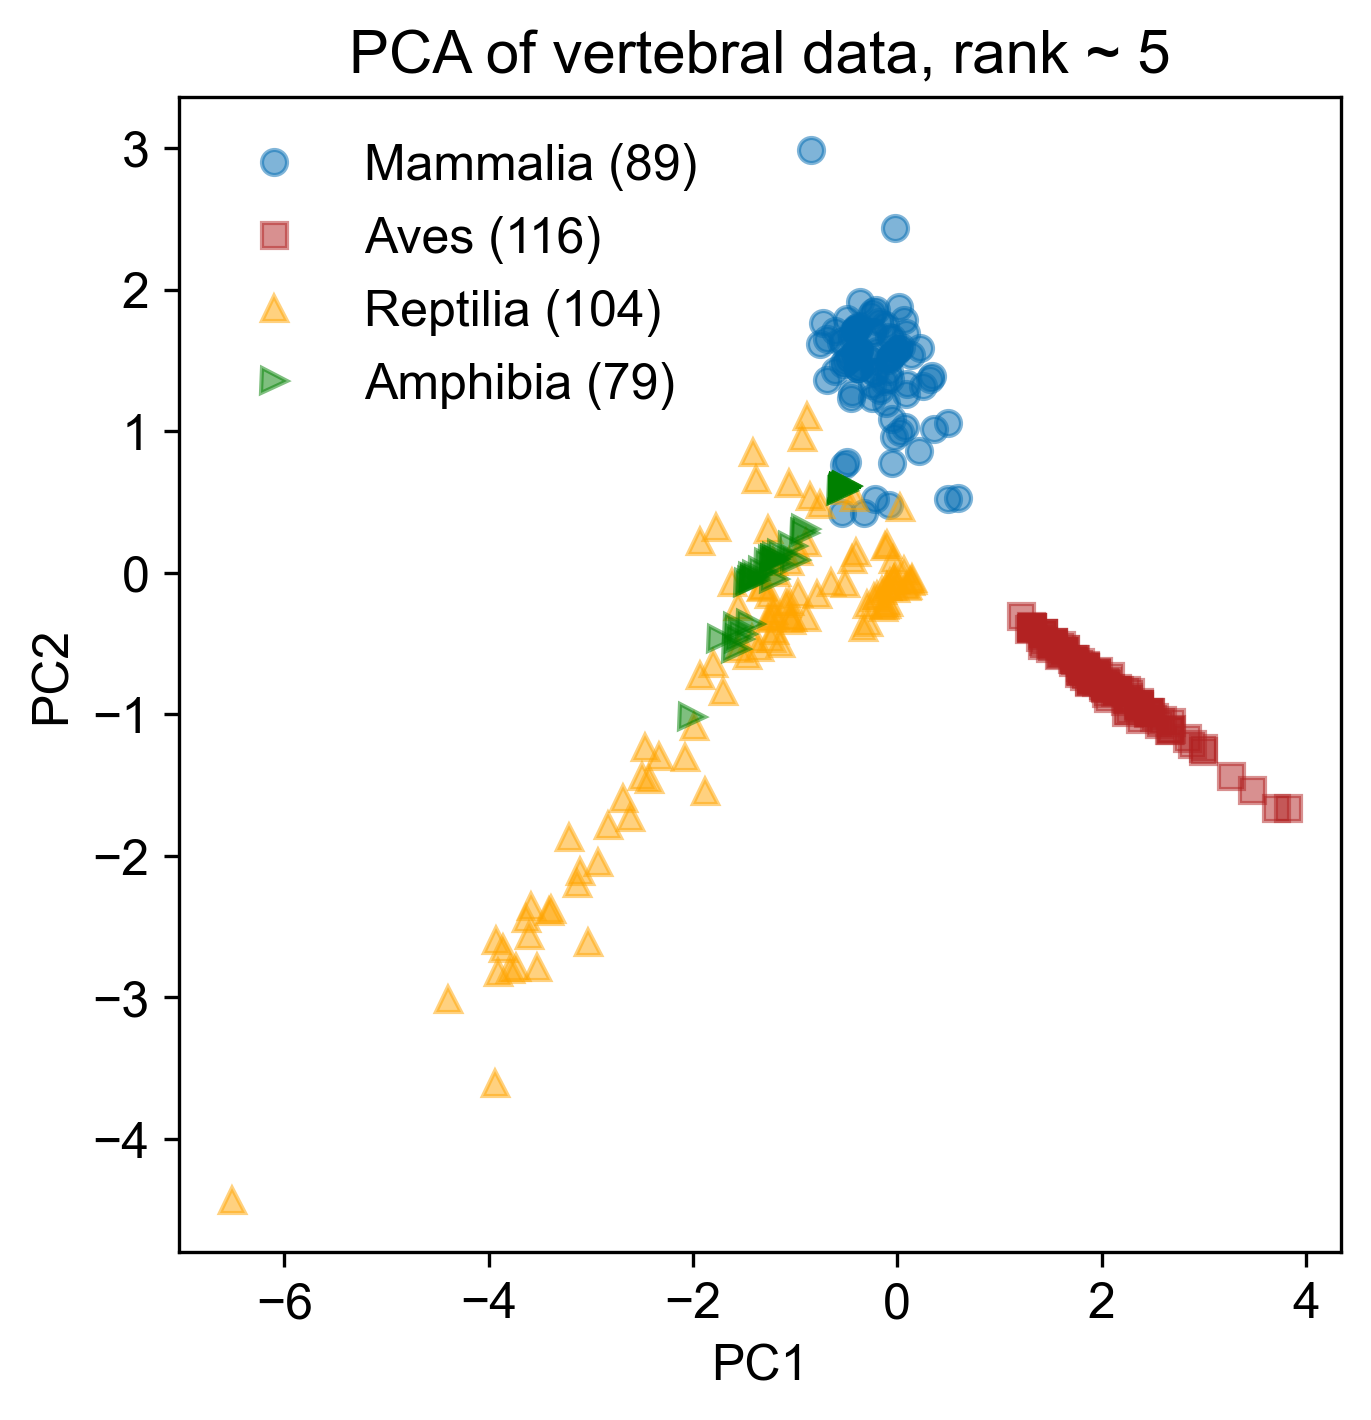 PCA of vertebral data, rank ~ 5
Mammalia (89)
Aves (116)
Reptilia (104)
Amphibia (79)
3
2
1
0
−1
−2
−3
−4
PC2
−6
−4
−2
0
2
4
PC1